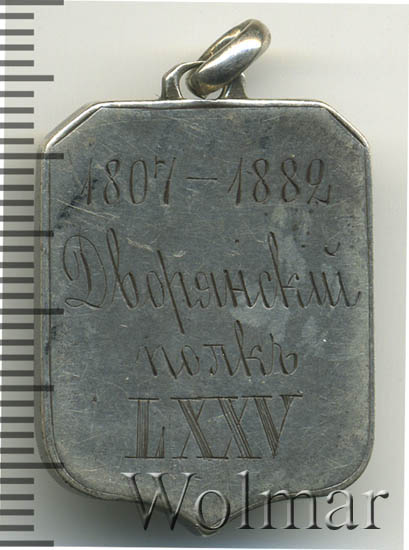 1807-1882
Дворянскій
полкъ
LXXV
Wolmar